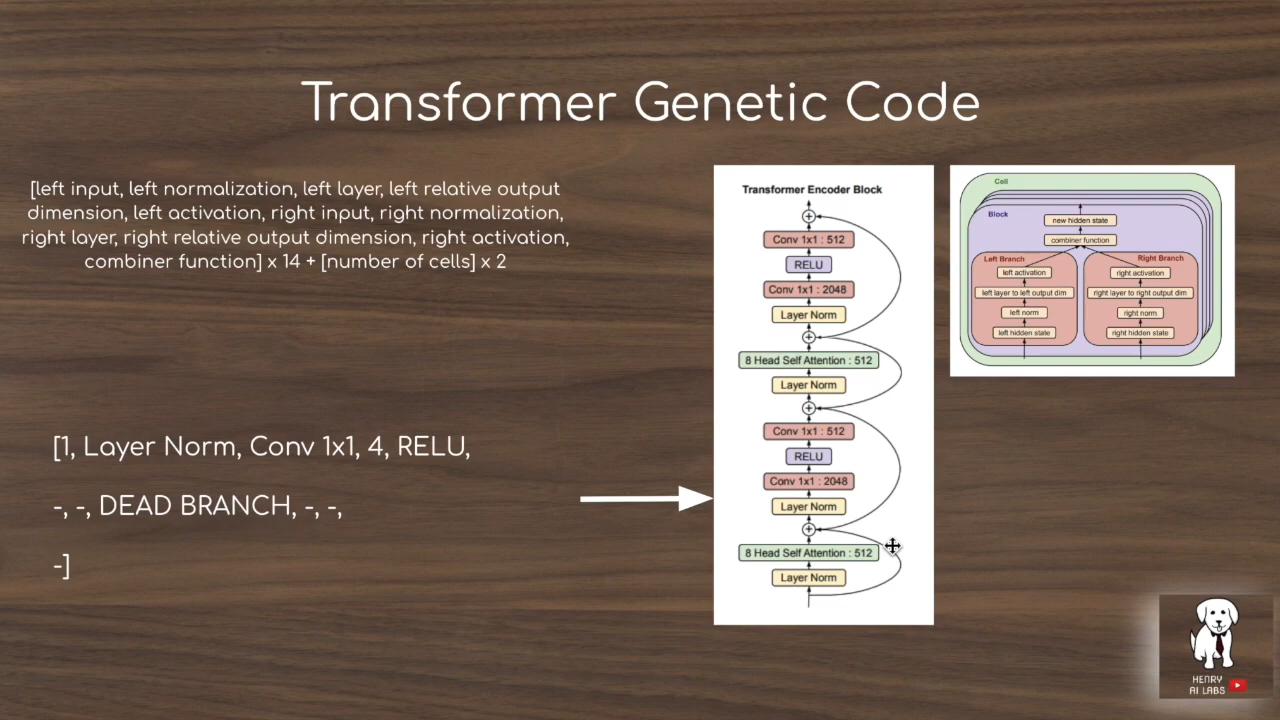 Transformer Genetic Code
[left input, left normalization, left layer, left relative output
dimension, left activation, right input, right normalization,
right layer, right relative output dimension, right activation,
combiner function] x 14 + [number of cells] x 2
[1, Layer Norm, Conv 1x1, 4, RELU,
-, -, DEAD BRANCH, -, -,
-]
Transformer Encoder Block
Conv 1x1 : 512
RELU
Conv 1x1 : 2048
Layer Norm
8 Head Self Attention : 512
Layer Norm
Conv 1x1 : 512
RELU
Conv 1x1 : 2048
Layer Norm
8 Head Self Attention : 512
Layer Norm
Cell
Block
new hidden state
combiner function
Left Branch
Right Branch
left activation
right activation
left layer to left output dim
right layer to right output dim
left norm
right norm
left hidden state
right hidden state
HENRY
AI LABS